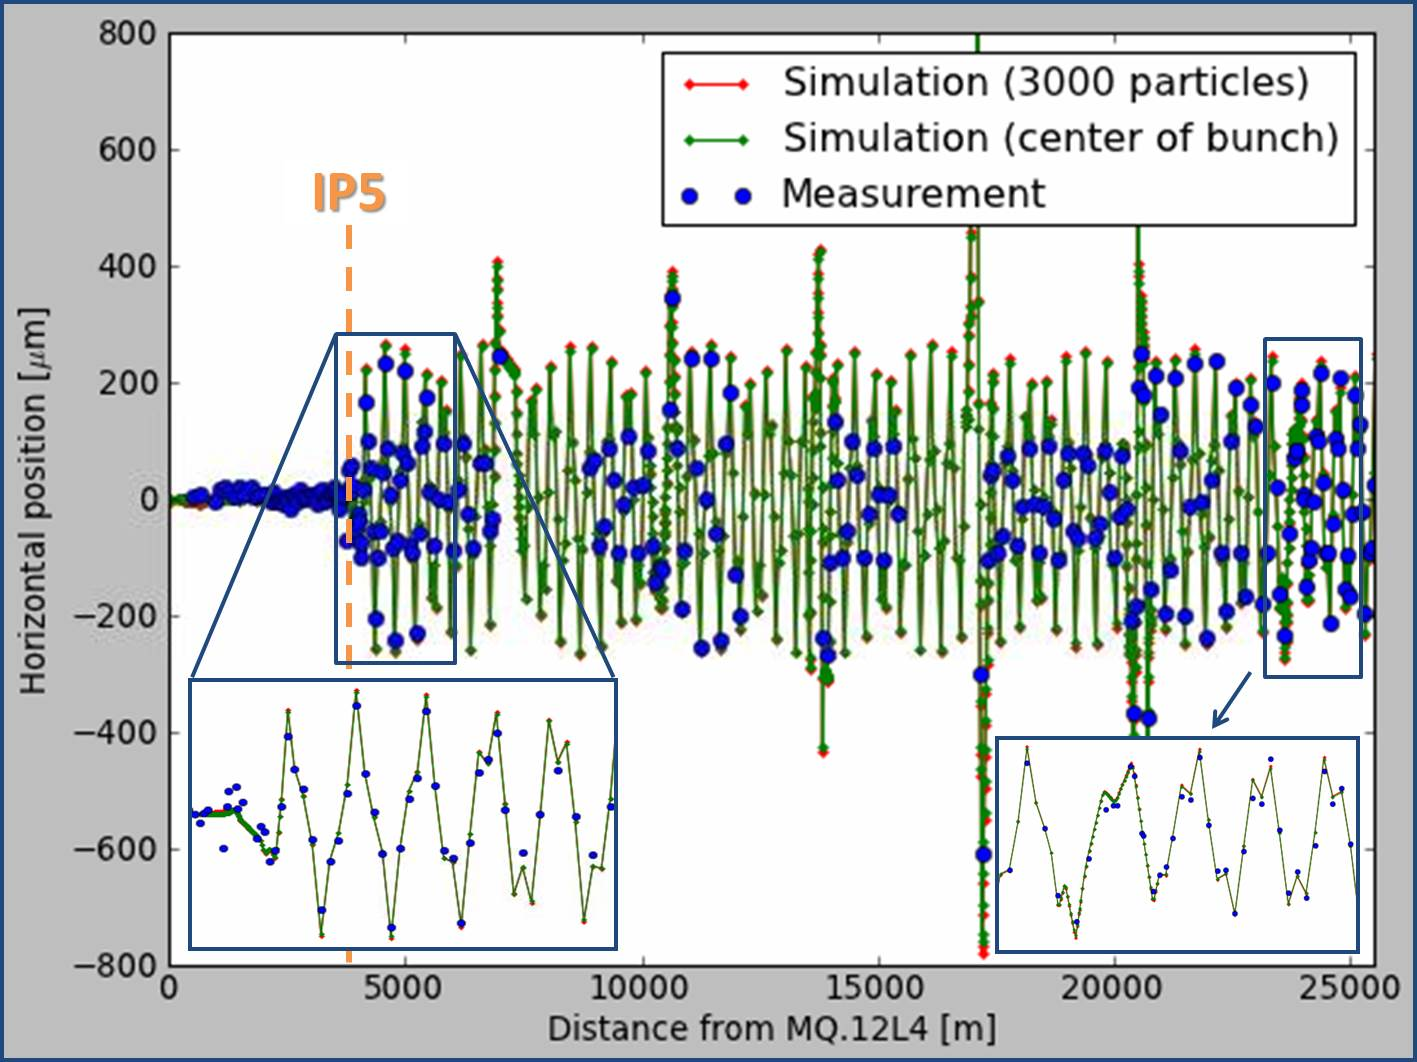 800
600
400
200
0
−200
−400
−600
−800
Horizontal position [μm]
Simulation (3000 particles)
Simulation (center of bunch)
Measurement
IP5
0
5000
10000
15000
20000
25000
Distance from MQ.12L4 [m]